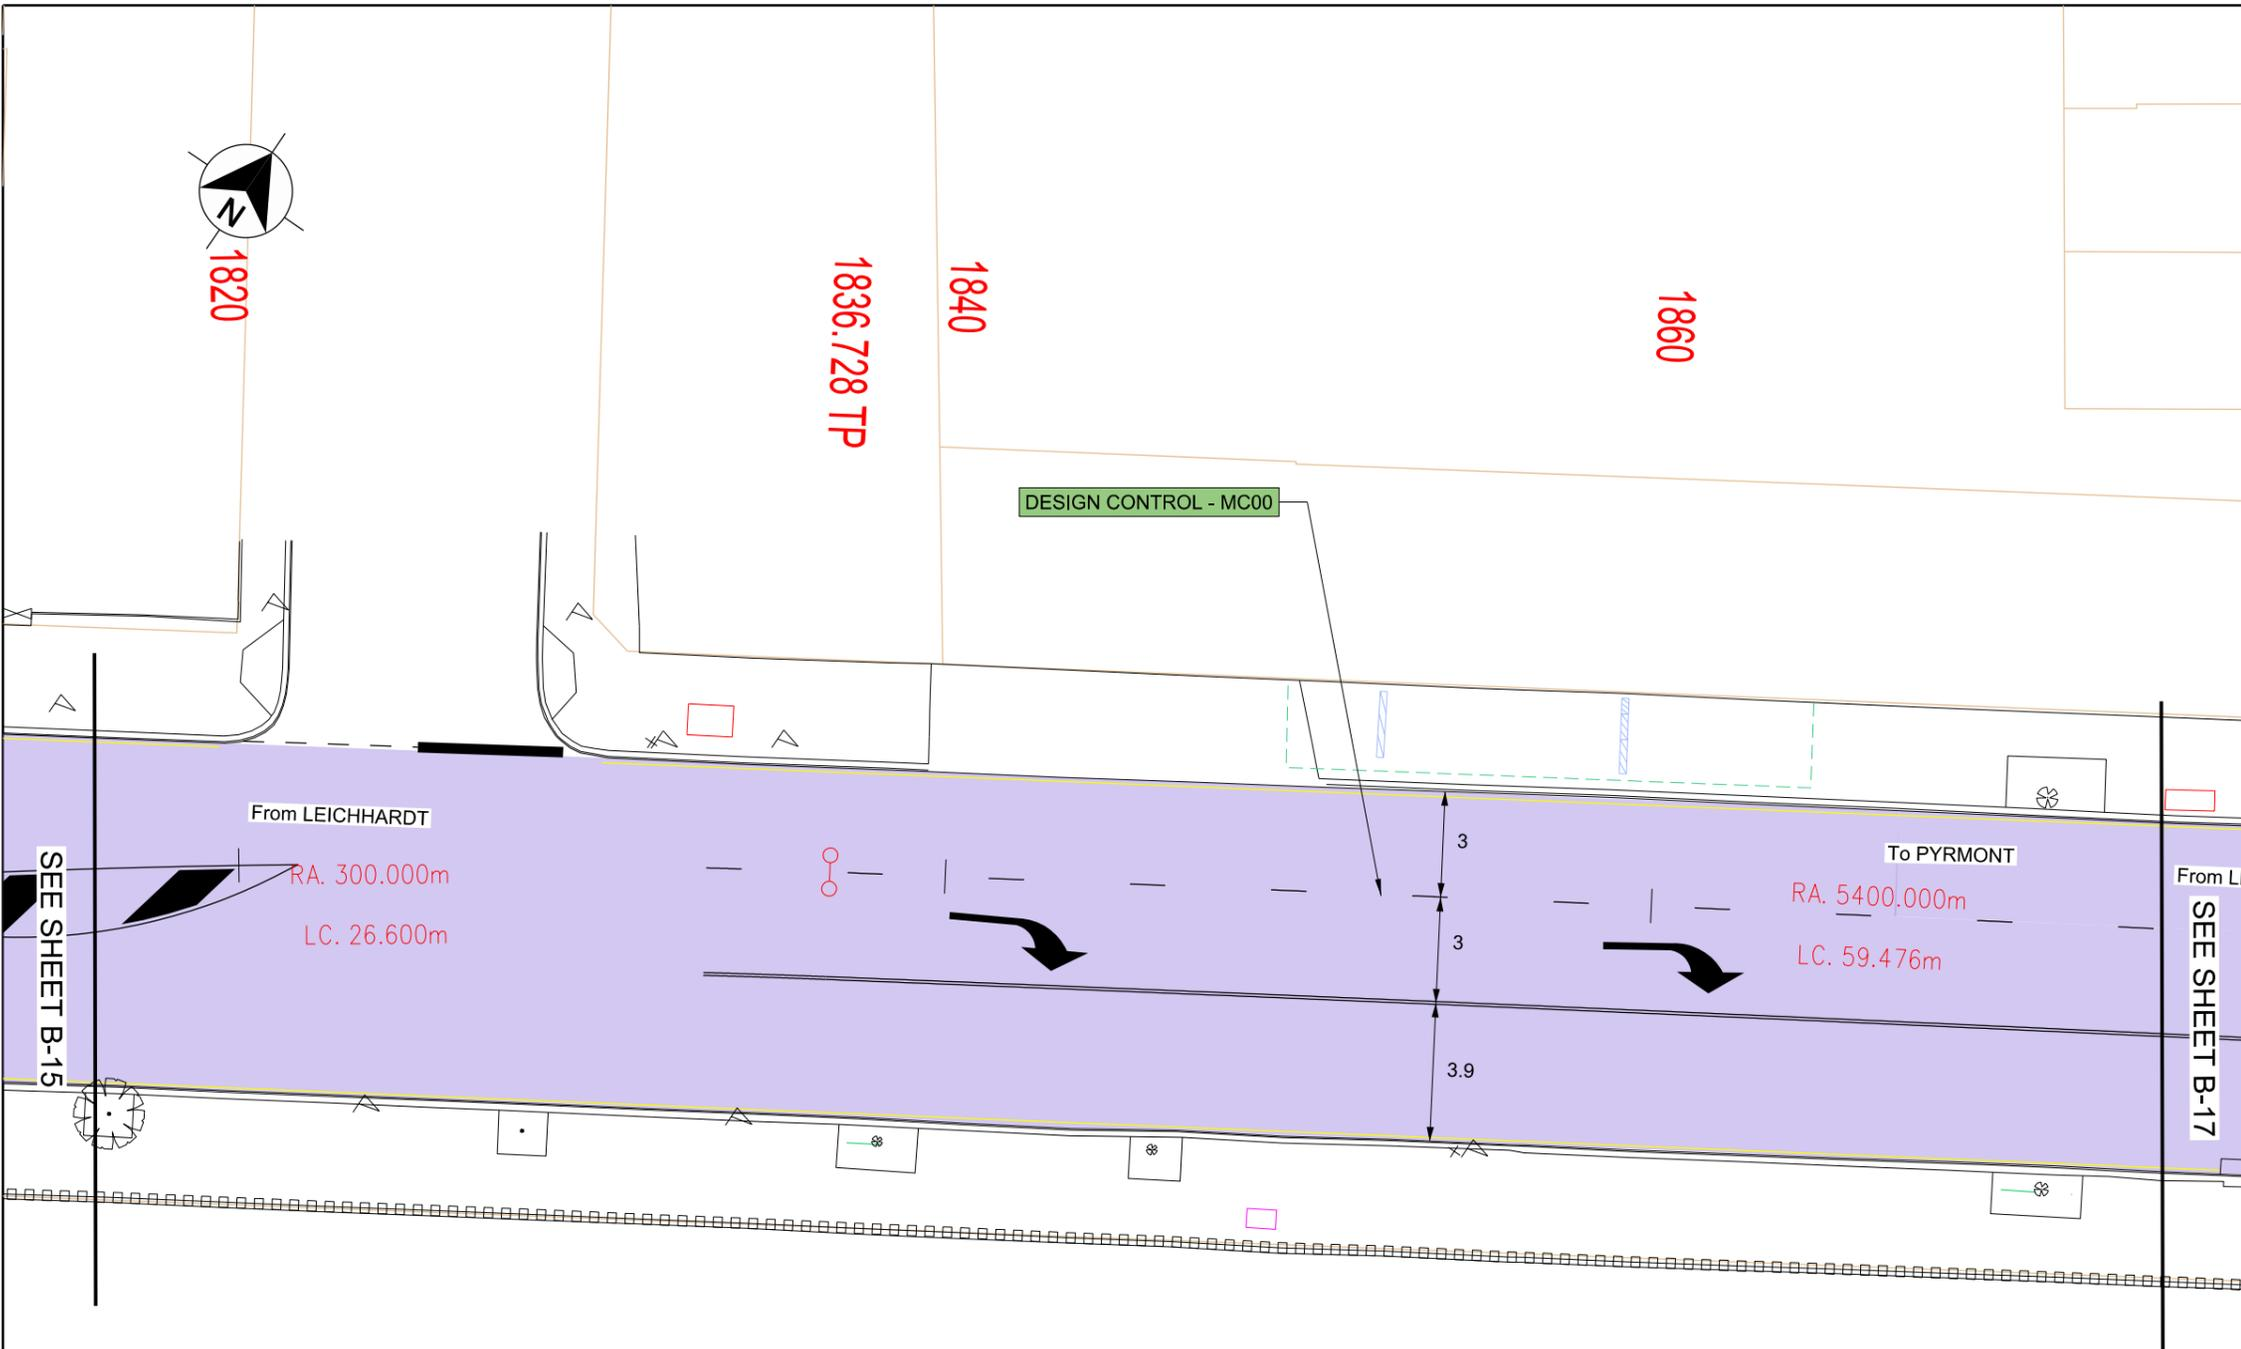 N
1820
1836.728 TP
1840
1860
DESIGN CONTROL - MC00
From LEICHHARDT
RA. 300.000m
LC. 26.600m
3
3
3.9
To PYRMONT
RA. 5400.000m
LC. 59.476m
From L
SEE SHEET B-15
SEE SHEET B-17